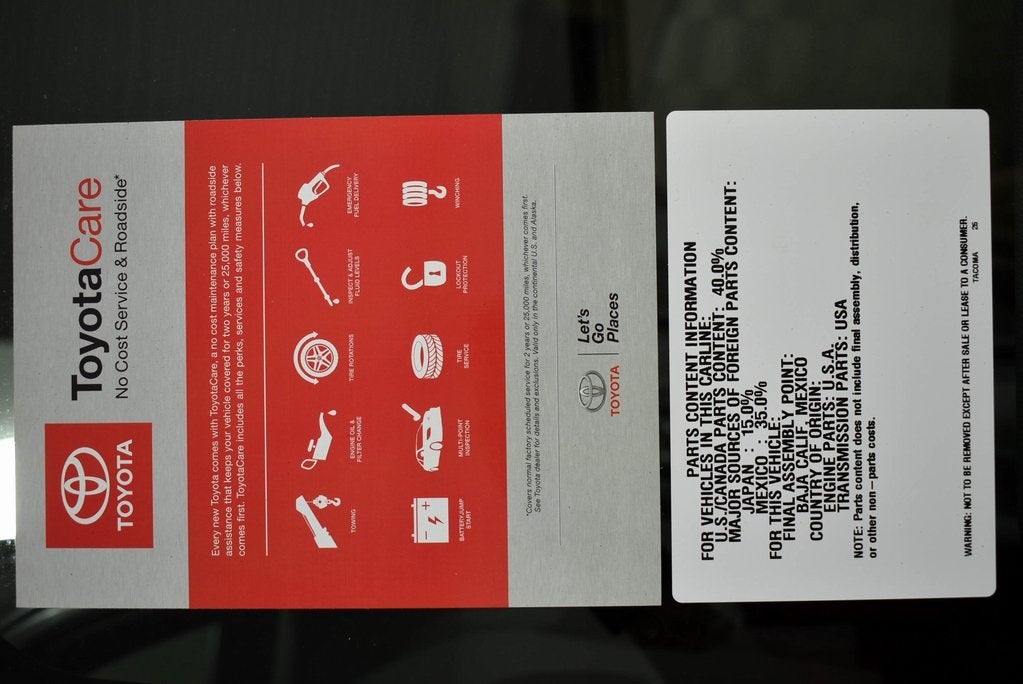 TOYOTA
ToyotaCare
No Cost Service & Roadside*
Every new Toyota comes with ToyotaCare, a no cost maintenance plan with roadside
assistance that keeps your vehicle covered for two years or 25,000 miles, whichever
comes first. ToyotaCare includes all the perks, services and safety measures below.
TOWING
ENGINE OIL &
FILTER CHANGE
TIRE ROTATIONS
INSPECT & ADJUST
FLUID LEVELS
EMERGENCY
FUEL DELIVERY
BATTERY/JUMP
START
MULTI-POINT
INSPECTION
TIRE
SERVICE
LOCKOUT
PROTECTION
WINCHING
*Covers normal factory scheduled service for 2 years or 25,000 miles, whichever comes first.
See Toyota dealer for details and exclusions. Valid only in the continental U.S. and Alaska.
TOYOTA
Let's
Go
Places
PARTS CONTENT INFORMATION
FOR VEHICLES IN THIS CARLINE:
U.S./CANADA PARTS CONTENT: 40.0%
MAJOR SOURCES OF FOREIGN PARTS CONTENT:
JAPAN : 15.0%
MEXICO : 35.0%
FOR THIS VEHICLE:
FINAL ASSEMBLY POINT:
BAJA CALIF, MEXICO
COUNTRY OF ORIGIN:
ENGINE PARTS: U.S.A.
TRANSMISSION PARTS: USA
NOTE: Parts content does not include final assembly, distribution,
or other non-parts costs.
WARNING: NOT TO BE REMOVED EXCEPT AFTER SALE OR LEASE TO A CONSUMER.
TACOMA 26